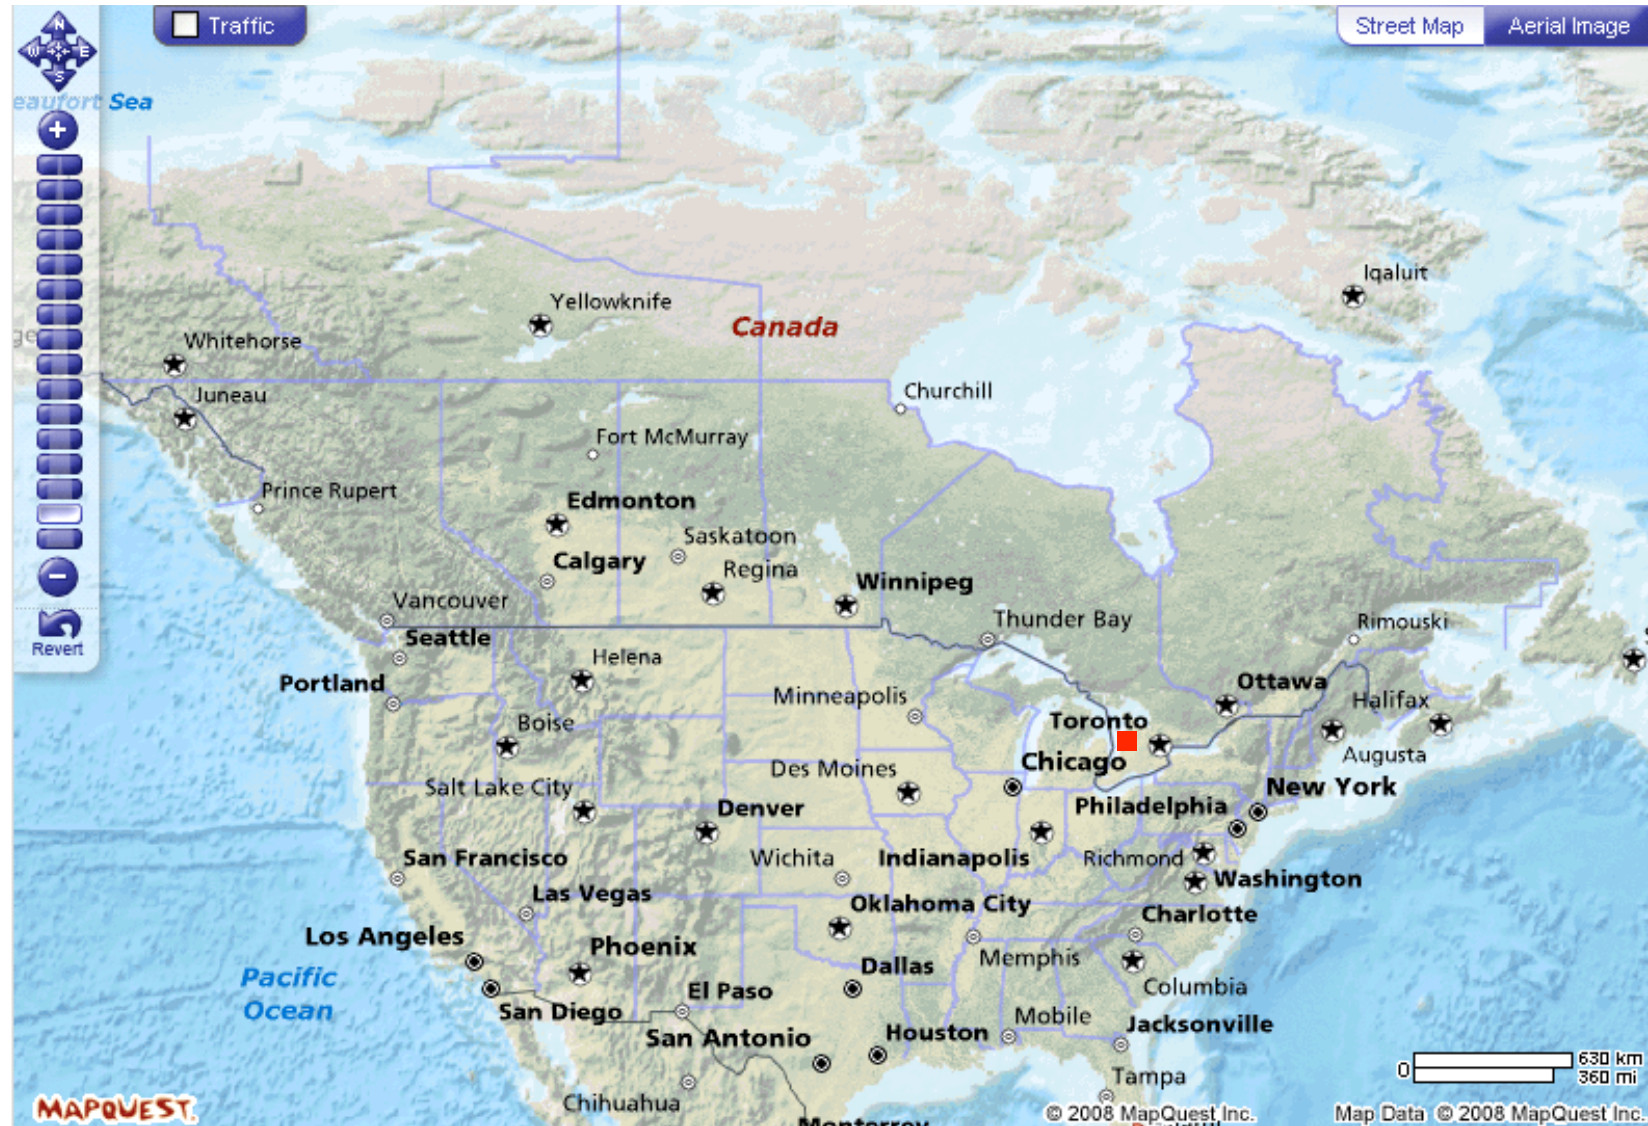 Traffic
Street Map
Aerial Image
N
W
E
S
eaufort Sea
Iqaluit
Yellowknife
Canada
Whitehorse
Juneau
Churchill
Fort McMurray
Prince Rupert
Edmonton
Saskatoon
Calgary
Regina
Winnipeg
Vancouver
Thunder Bay
Rimouski
Seattle
Revert
Helena
Portland
Ottawa
Minneapolis
Halifax
Boise
Toronto
Augusta
Chicago
Des Moines
Salt Lake City
New York
Denver
Philadelphia
San Francisco
Wichita
Indianapolis
Richmond
Washington
Las Vegas
Oklahoma City
Charlotte
Los Angeles
Phoenix
Memphis
Dallas
Pacific
Ocean
El Paso
Columbia
San Diego
Mobile
Jacksonville
San Antonio
Houston
630 km
0
360 mi
Tampa
Chihuahua
MAPQUEST.
© 2008 MapQuest Inc.
Map Data © 2008 MapQuest Inc.
Monterrey